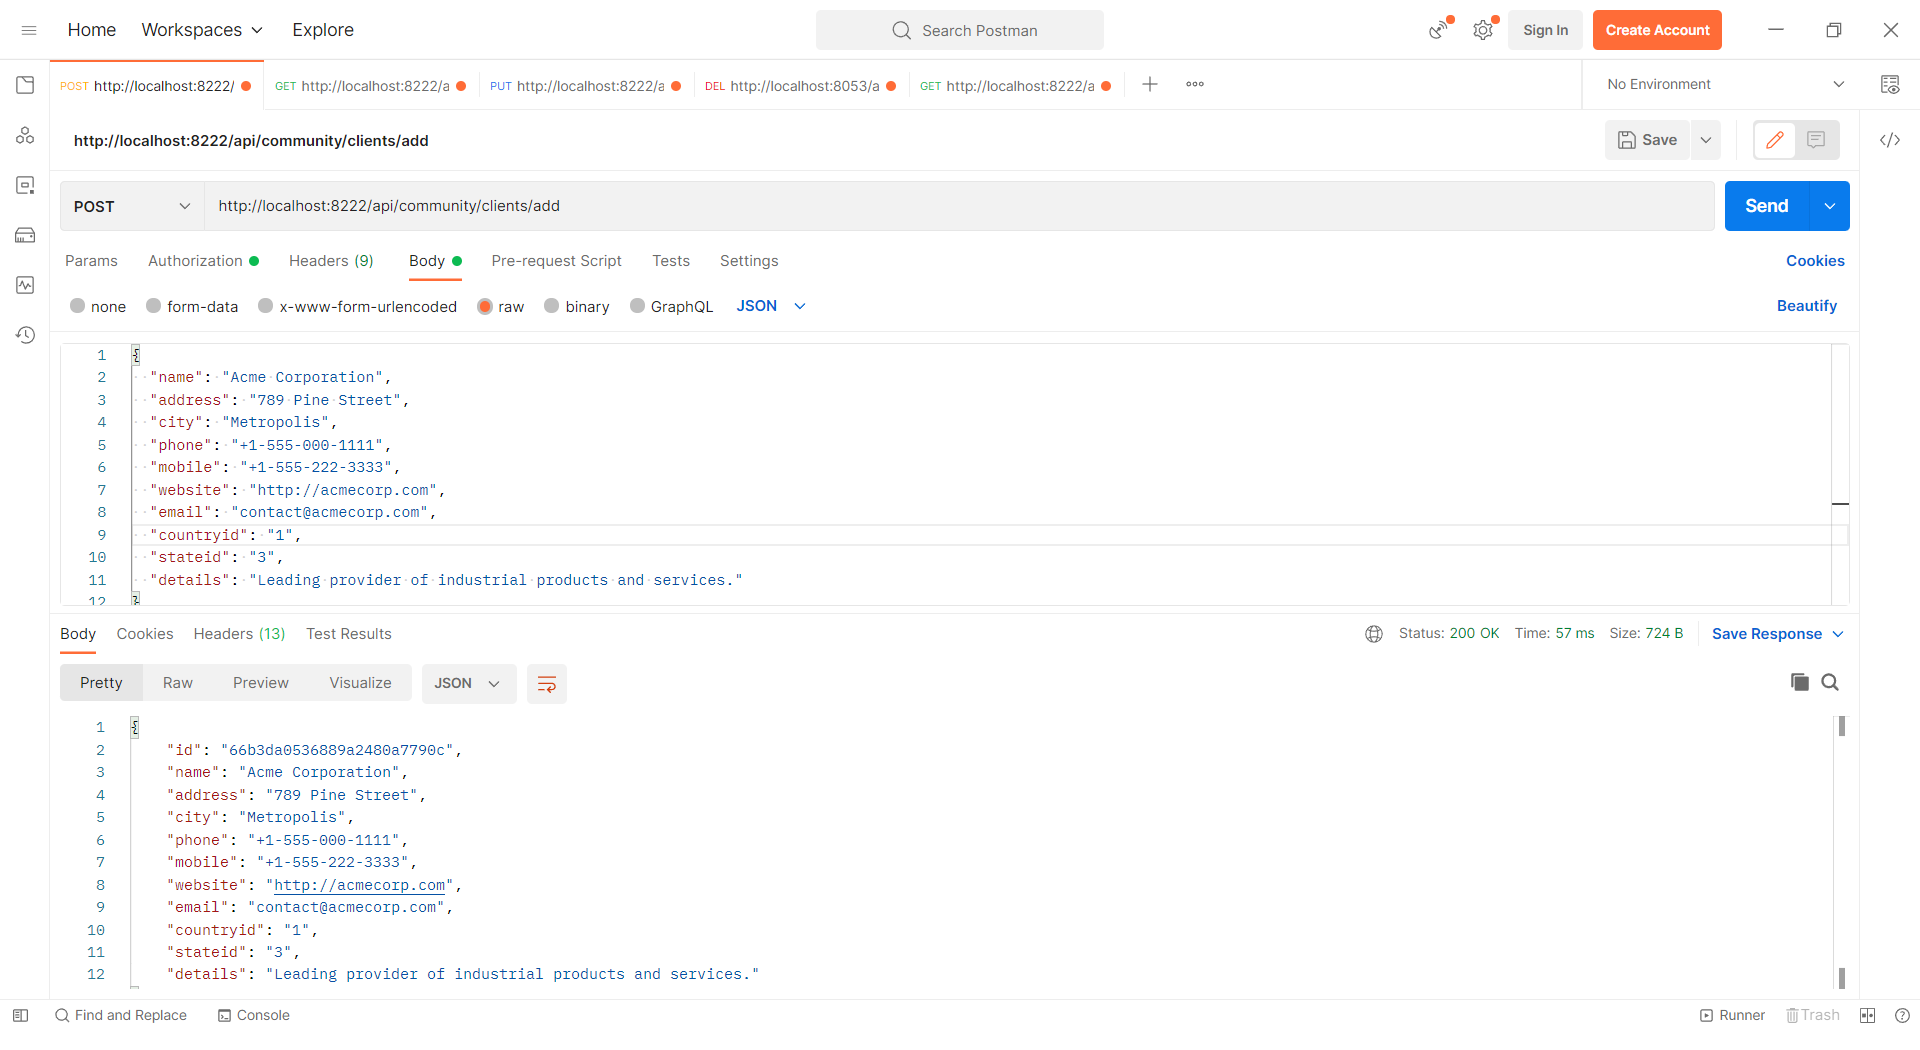 Home Workspaces Explore Search Postman Sign In Create Account
POST http://localhost:8222/ GET http://localhost:8222/a PUT http://localhost:8222/a DEL http://localhost:8053/a GET http://localhost:8222/a No Environment
http://localhost:8222/api/community/clients/add Save
POST http://localhost:8222/api/community/clients/add Send
Params Authorization Headers (9) Body Pre-request Script Tests Settings Cookies
none form-data x-www-form-urlencoded raw binary GraphQL JSON Beautify
1 {
2 "name": "Acme Corporation",
3 "address": "789 Pine Street",
4 "city": "Metropolis",
5 "phone": "+1-555-000-1111",
6 "mobile": "+1-555-222-3333",
7 "website": "http://acmecorp.com",
8 "email": "contact@acmecorp.com",
9 "countryid": "1",
10 "stateid": "3",
11 "details": "Leading provider of industrial products and services."
12 }
Body Cookies Headers (13) Test Results Status: 200 OK Time: 57 ms Size: 724 B Save Response
Pretty Raw Preview Visualize JSON
1 {
2 "id": "66b3da0536889a2480a7790c",
3 "name": "Acme Corporation",
4 "address": "789 Pine Street",
5 "city": "Metropolis",
6 "phone": "+1-555-000-1111",
7 "mobile": "+1-555-222-3333",
8 "website": "http://acmecorp.com",
9 "email": "contact@acmecorp.com",
10 "countryid": "1",
11 "stateid": "3",
12 "details": "Leading provider of industrial products and services."
Find and Replace Console Runner Trash